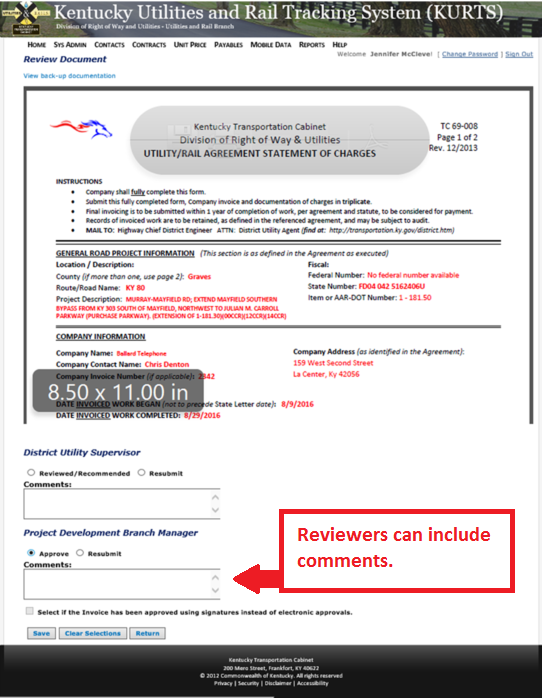 Kentucky Utilities and Rail Tracking System (KURTS)
Division of Right of Way & Utilities - Utilities and Rail Branch
HOME SYS ADMIN CONTACTS CONTRACTS UNIT PRICE PAYABLES MOBILE DATA REPORTS HELP
Welcome Jennifer McCleve! [ Change Password ] Sign Out
Review Document
View back-up documentation
Kentucky Transportation Cabinet
Division of Right of Way & Utilities
UTILITY/RAIL AGREEMENT STATEMENT OF CHARGES
TC 69-008
Page 1 of 2
Rev. 12/2013
INSTRUCTIONS
• Company shall fully complete this form.
• Submit this fully completed form, Company invoice and documentation of charges in triplicate.
• Final invoicing is to be submitted within 1 year of completion of work, per agreement and statute, to be considered for payment.
• Records of invoiced work are to be retained, as defined in the referenced agreement, and may be subject to audit.
• MAIL TO: Highway Chief District Engineer ATTN: District Utility Agent (find at: http://transportation.ky.gov/district.htm)
GENERAL ROAD PROJECT INFORMATION (This section is as defined in the Agreement as executed)
Location / Description:
County (if more than one, use page 2): Graves
Route/Road Name: KY 80
Project Description: MURRAY-MAYFIELD RD; EXTEND MAYFIELD SOUTHERN
BYPASS FROM KY 303 SOUTH OF MAYFIELD, NORTHWEST TO JULIAN M. CARROLL
PARKWAY (PURCHASE PARKWAY). (EXTENSION OF 1-181.30)(00CCR)(12CCR)(14CCR)
Fiscal:
Federal Number: No federal number available
State Number: FD04 042 5162406U
Item or AAR-DOT Number: 1 - 181.50
COMPANY INFORMATION
Company Name: Ballard Telephone
Company Contact Name: Chris Denton
Company Invoice Number (if applicable): 2342
Company Address (as identified in the Agreement):
159 West Second Street
La Center, Ky 42056
8.50 x 11.00 in
DATE INVOICED WORK BEGAN (not to precede State Letter date): 8/9/2016
DATE INVOICED WORK COMPLETED: 8/29/2016
District Utility Supervisor
Reviewed/Recommended Resubmit
Comments:
Project Development Branch Manager
Approve Resubmit
Comments:
Reviewers can include
comments.
Select if the Invoice has been approved using signatures instead of electronic approvals.
Save Clear Selections Return
Kentucky Transportation Cabinet
200 Mero Street, Frankfort, KY 40622
© 2012 Commonwealth of Kentucky. All rights reserved
Privacy | Security | Disclaimer | Accessibility